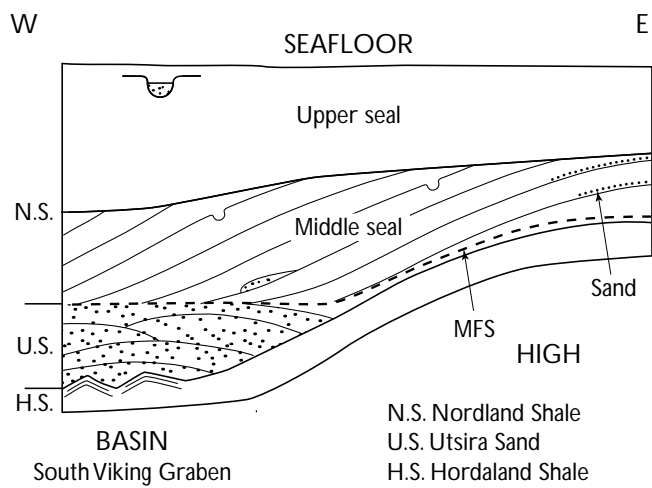 W
E
SEAFLOOR
Upper seal
N.S.
Middle seal
Sand
MFS
U.S.
HIGH
H.S.
N.S. Nordland Shale
BASIN
U.S. Utsira Sand
South Viking Graben
H.S. Hordaland Shale